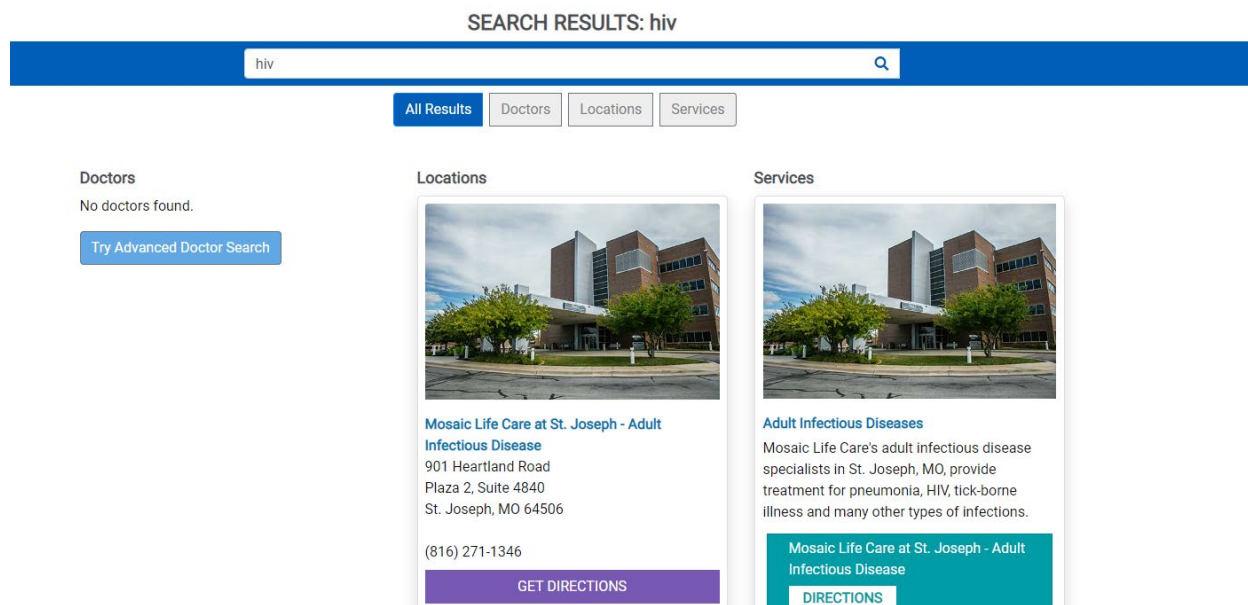 SEARCH RESULTS: hiv
hiv
All Results
Doctors
Locations
Services
Doctors
No doctors found.
Try Advanced Doctor Search
Locations
Mosaic Life Care at St. Joseph - Adult
Infectious Disease
901 Heartland Road
Plaza 2, Suite 4840
St. Joseph, MO 64506
(816) 271-1346
GET DIRECTIONS
Services
Adult Infectious Diseases
Mosaic Life Care's adult infectious disease
specialists in St. Joseph, MO, provide
treatment for pneumonia, HIV, tick-borne
illness and many other types of infections.
Mosaic Life Care at St. Joseph - Adult
Infectious Disease
DIRECTIONS